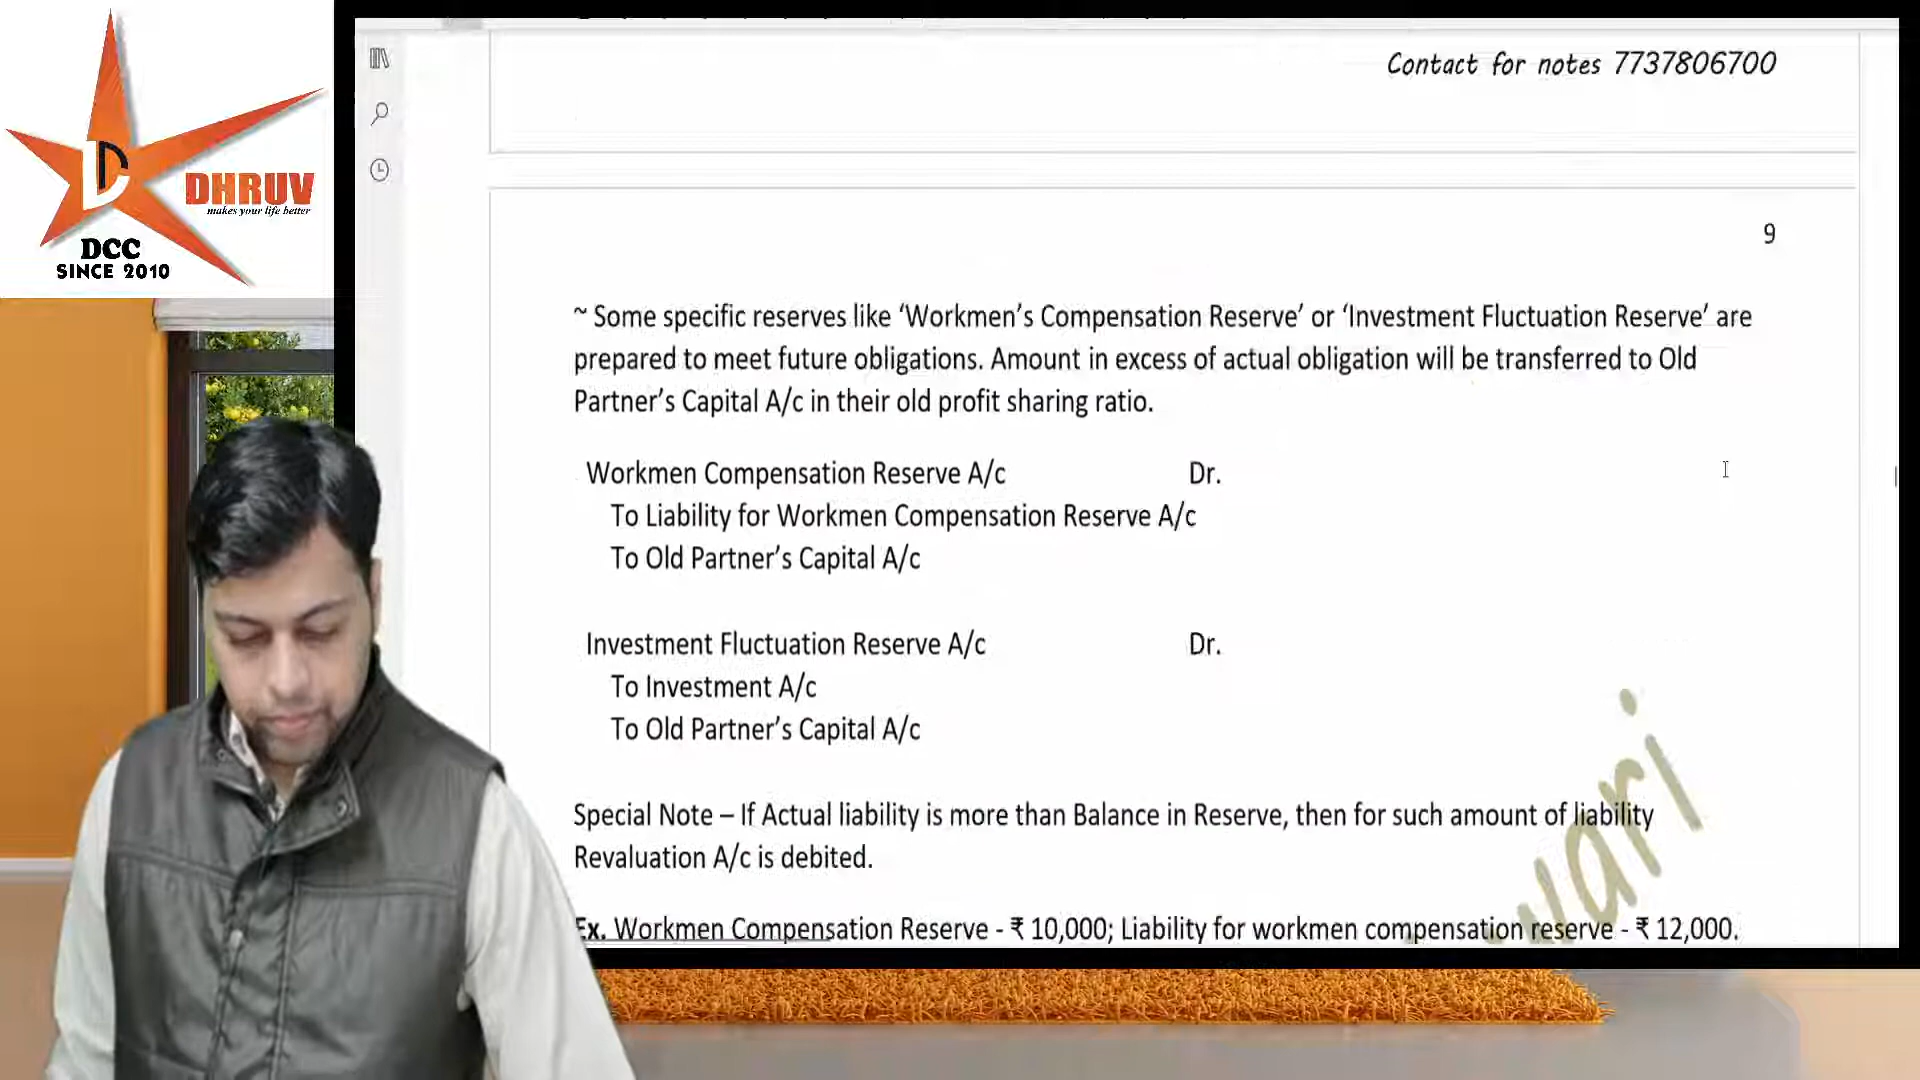 DHRUV
makes your life better
DCC
SINCE 2010
Contact for notes 7737806700
9
~ Some specific reserves like ‘Workmen’s Compensation Reserve’ or ‘Investment Fluctuation Reserve’ are
prepared to meet future obligations. Amount in excess of actual obligation will be transferred to Old
Partner’s Capital A/c in their old profit sharing ratio.
Workmen Compensation Reserve A/c Dr.
To Liability for Workmen Compensation Reserve A/c
To Old Partner’s Capital A/c
Investment Fluctuation Reserve A/c Dr.
To Investment A/c
To Old Partner’s Capital A/c
Special Note – If Actual liability is more than Balance in Reserve, then for such amount of liability
Revaluation A/c is debited.
Ex. Workmen Compensation Reserve - ₹ 10,000; Liability for workmen compensation reserve - ₹ 12,000.